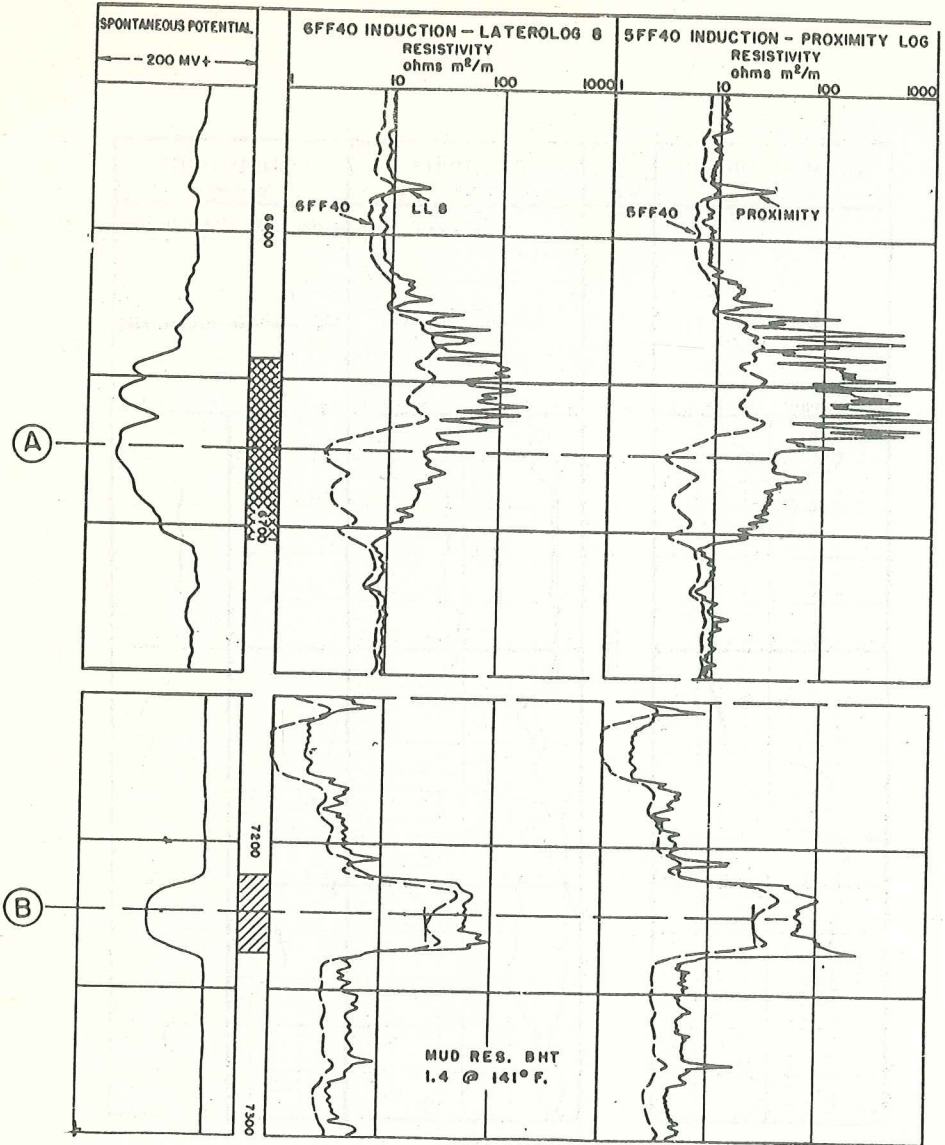 SPONTANEOUS POTENTIAL
- 200 MV +
6FF40 INDUCTION - LATEROLOG 8
RESISTIVITY
ohms m²/m
1 10 100 1000
5FF40 INDUCTION - PROXIMITY LOG
RESISTIVITY
ohms m²/m
1 10 100 1000
6FF40
LL 8
5FF40
PROXIMITY
6600
A
6700
7200
B
MUD RES. BHT
1.4 @ 141° F.
7300